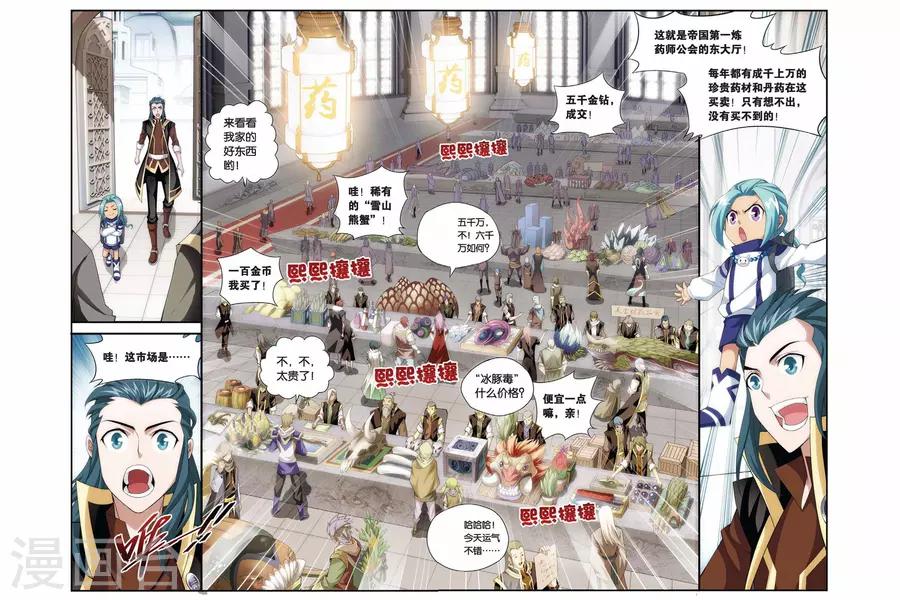 哇！这市场是……
哗——!!
药
药
药
来看看
我家的
好东西
哟！
五千金钻，
成交！
熙熙攘攘
哇！稀有
的“雪山
熊蟹”！
五千万，
不！六千
万如何？
一百金币
我买了！
熙熙攘攘
熙熙攘攘
不，不，
太贵了！
“冰豚毒”
什么价格？
便宜一点
嘛，亲！
熙熙攘攘
哈哈哈！
今天运气
不错……
这就是帝国第一炼
药师公会的东大厅！
每年都有成千上万的
珍贵药材和丹药在这
买卖！只有想不出，
没有买不到的！
漫画台